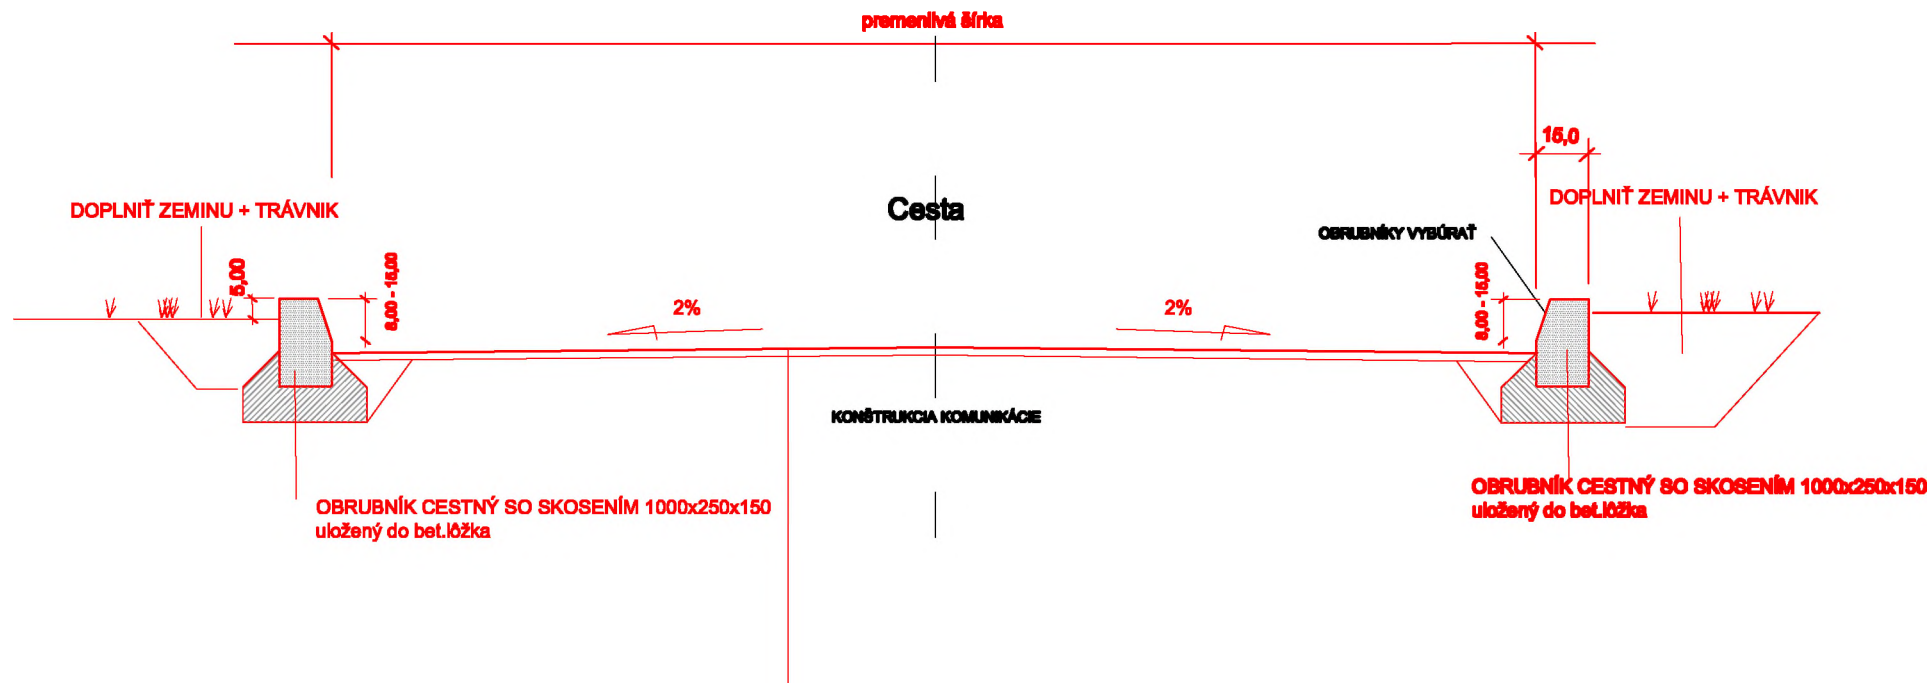 premenlivá šírka
15,0
DOPLNIŤ ZEMINU + TRÁVNIK
Cesta
DOPLNIŤ ZEMINU + TRÁVNIK
OBRUBNÍKY VYBÚRAŤ
5,00
8,00 - 15,00
2%
2%
8,00 - 15,00
KONŠTRUKCIA KOMUNIKÁCIE
OBRUBNÍK CESTNÝ SO SKOSENÍM 1000x250x150
uložený do bet.lôžka
OBRUBNÍK CESTNÝ SO SKOSENÍM 1000x250x150
uložený do bet.lôžka